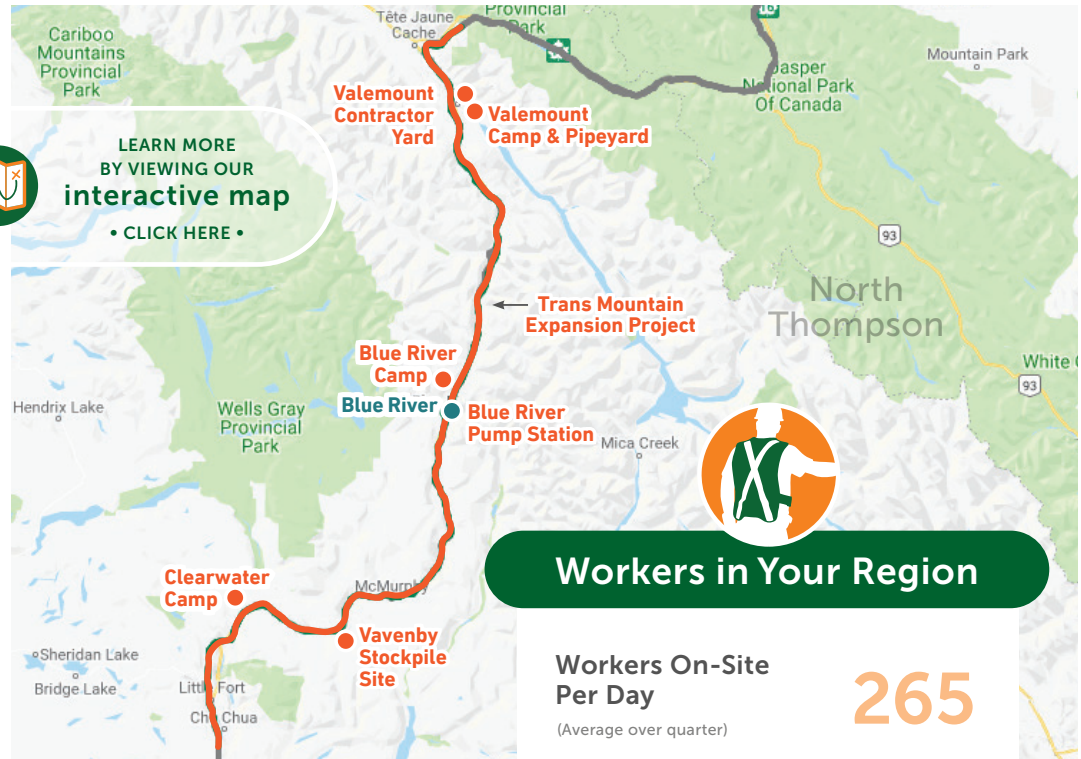 Provincial
Park
16
Tête Jaune
Cache
Cariboo
Mountains
Provincial
Park
Mountain Park
Jasper
National Park
Of Canada
Valemount
Contractor
Yard
Valemount
Camp & Pipeyard
LEARN MORE
BY VIEWING OUR
interactive map
• CLICK HERE •
93
North
Thompson
Trans Mountain
Expansion Project
Blue River
Camp
White
93
Blue River
Blue River
Pump Station
Hendrix Lake
Wells Gray
Provincial
Park
Mica Creek
Workers in Your Region
Clearwater
Camp
McMurphy
Vavenby
Stockpile
Site
Sheridan Lake
Bridge Lake
Little Fort
Chu Chua
Workers On-Site
Per Day
(Average over quarter)
265